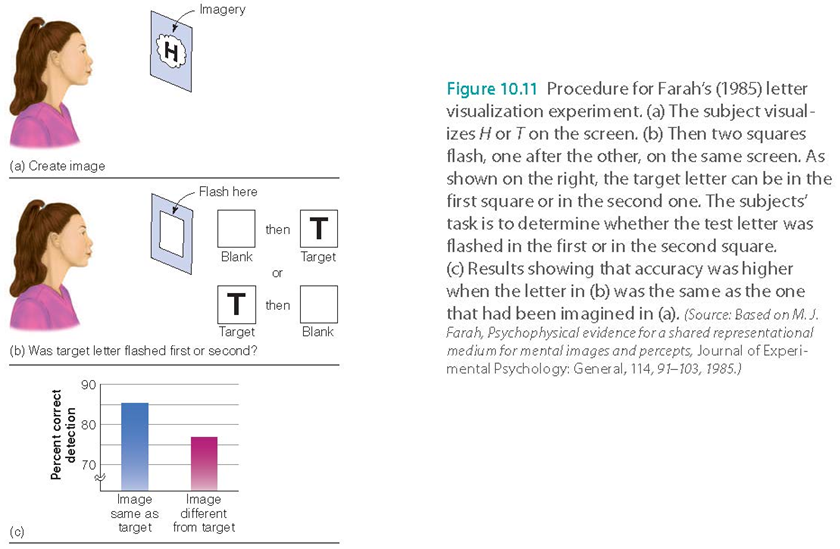 Imagery
H
(a) Create image
Flash here
then
T
Blank
Target
or
T
then
Target
Blank
(b) Was target letter flashed first or second?
90
80
70
Percent correct
detection
Image
same as
target
Image
different
from target
(c)
Figure 10.11 Procedure for Farah's (1985) letter
visualization experiment. (a) The subject visual-
izes H or T on the screen. (b) Then two squares
flash, one after the other, on the same screen. As
shown on the right, the target letter can be in the
first square or in the second one. The subjects'
task is to determine whether the test letter was
flashed in the first or in the second square.
(c) Results showing that accuracy was higher
when the letter in (b) was the same as the one
that had been imagined in (a). (Source: Based on M. J.
Farah, Psychophysical evidence for a shared representational
medium for mental images and percepts, Journal of Experi-
mental Psychology: General, 114, 91–103, 1985.)